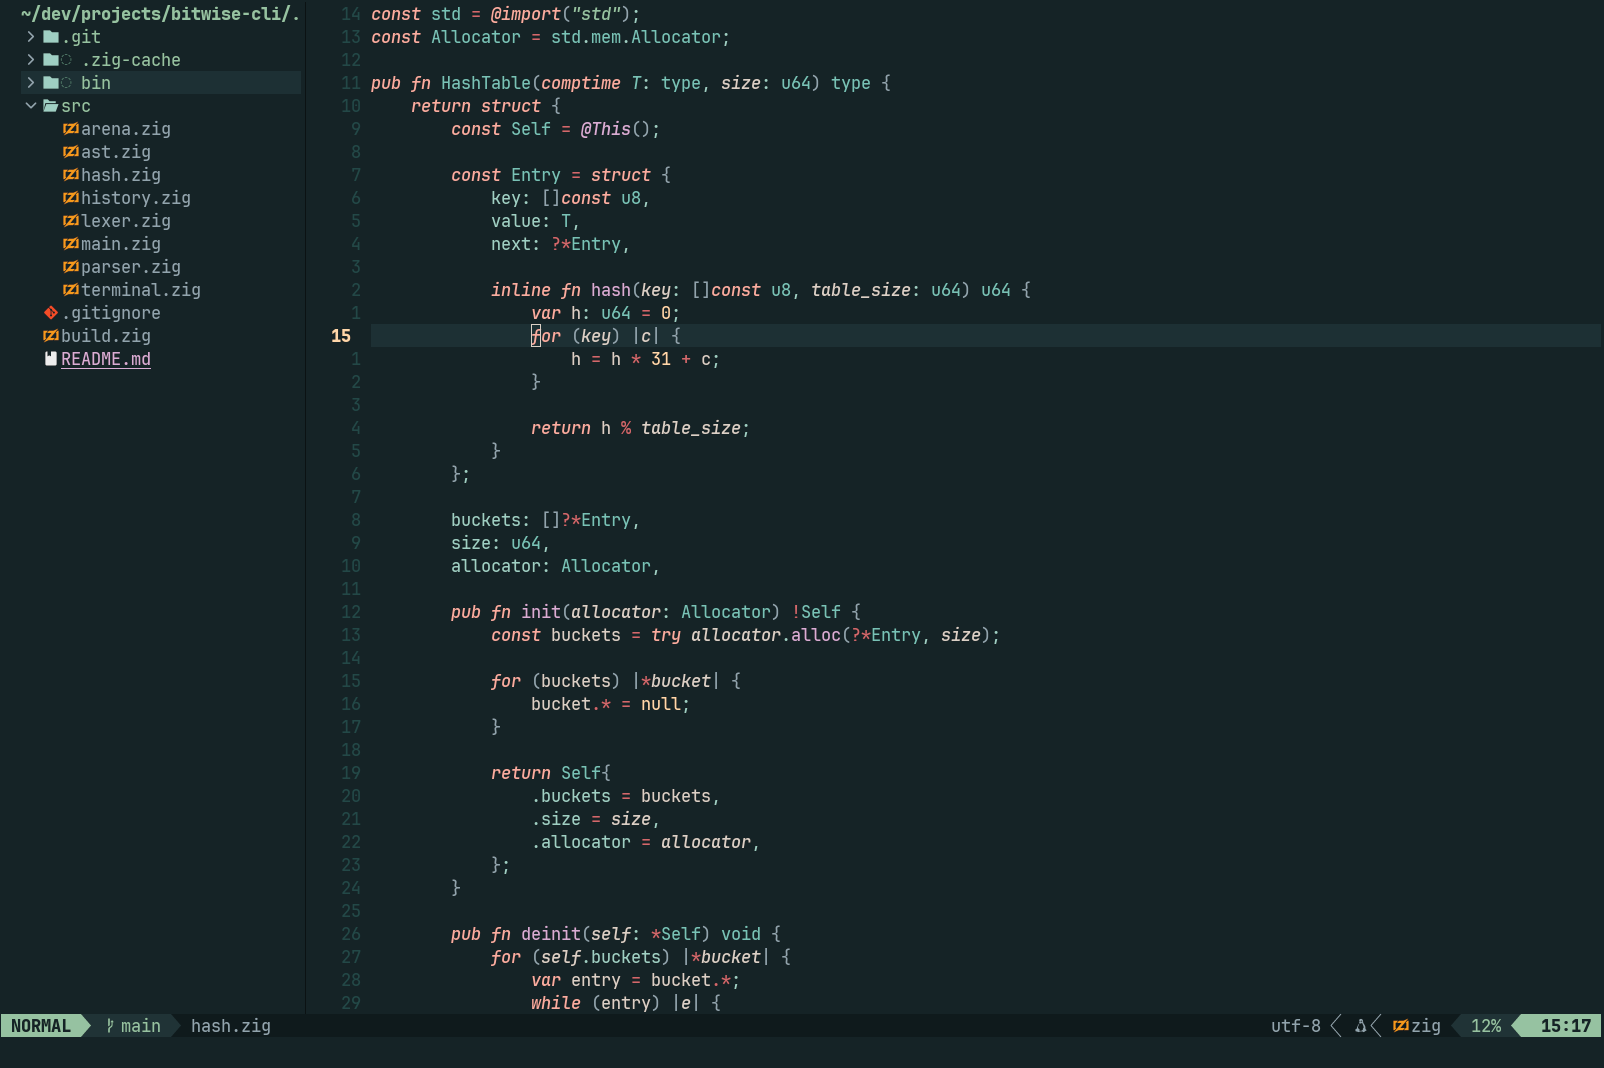 ~/dev/projects/bitwise-cli/.
.git
.zig-cache
bin
src
arena.zig
ast.zig
hash.zig
history.zig
lexer.zig
main.zig
parser.zig
terminal.zig
.gitignore
build.zig
README.md
14 const std = @import("std");
13 const Allocator = std.mem.Allocator;
12
11 pub fn HashTable(comptime T: type, size: u64) type {
10     return struct {
9         const Self = @This();
8
7         const Entry = struct {
6             key: []const u8,
5             value: T,
4             next: ?*Entry,
3
2             inline fn hash(key: []const u8, table_size: u64) u64 {
1                 var h: u64 = 0;
15                 for (key) |c| {
1                     h = h * 31 + c;
2                 }
3
4                 return h % table_size;
5             }
6         };
7
8         buckets: []?*Entry,
9         size: u64,
10         allocator: Allocator,
11
12         pub fn init(allocator: Allocator) !Self {
13             const buckets = try allocator.alloc(?*Entry, size);
14
15             for (buckets) |*bucket| {
16                 bucket.* = null;
17             }
18
19             return Self{
20                 .buckets = buckets,
21                 .size = size,
22                 .allocator = allocator,
23             };
24         }
25
26         pub fn deinit(self: *Self) void {
27             for (self.buckets) |*bucket| {
28                 var entry = bucket.*;
29                 while (entry) |e| {
NORMAL main hash.zig utf-8 zig 12% 15:17